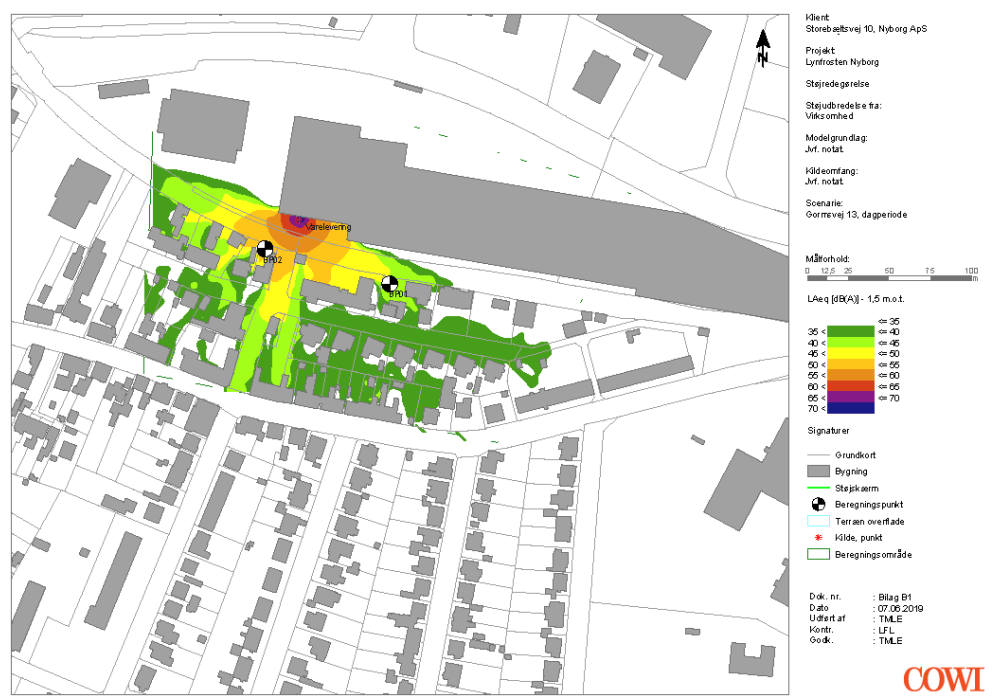 Klient:
Storebæltsvej 10, Nyborg ApS
Projekt:
Lynfrosten Nyborg
Støjredegørelse
Støjudbredelse fra:
Virksomhed
Modelgrundlag:
Jvf. notat
Kildeomfang:
Jvf. notat
Scenarie:
Gormsvej 13, dagperiode
Målforhold:
0 12,5 25 50 75 100
m
LAeq [dB(A)] - 1,5 m.o.t.
<= 35
35 < <= 40
40 < <= 45
45 < <= 50
50 < <= 55
55 < <= 60
60 < <= 65
65 < <= 70
70 <
Signaturer
Grundkort
Bygning
Støjskærm
Beregningspunkt
Terræn overflade
Kilde, punkt
Beregningsområde
Dok. nr. : Bilag B1
Dato : 07.06.2019
Udført af : TMLE
Kontr. : LFL
Godk. : TMLE
COWI
N
Varelevering
BP02
BP01